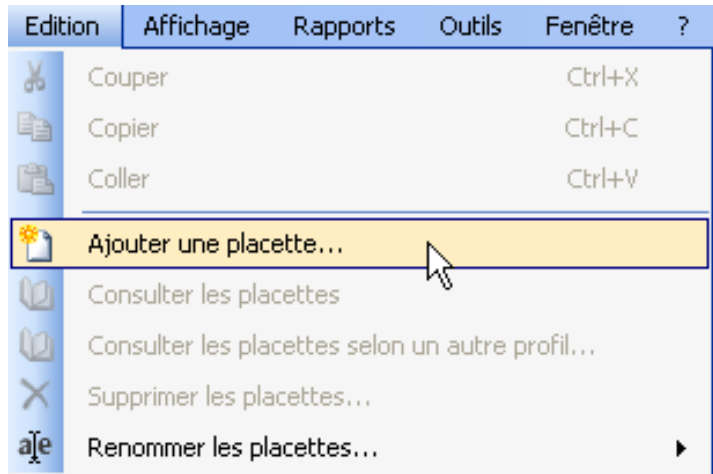 Edition Affichage Rapports Outils Fenêtre ?
Couper Ctrl+X
Copier Ctrl+C
Coller Ctrl+V
Ajouter une placette...
Consulter les placettes
Consulter les placettes selon un autre profil...
Supprimer les placettes...
Renommer les placettes...